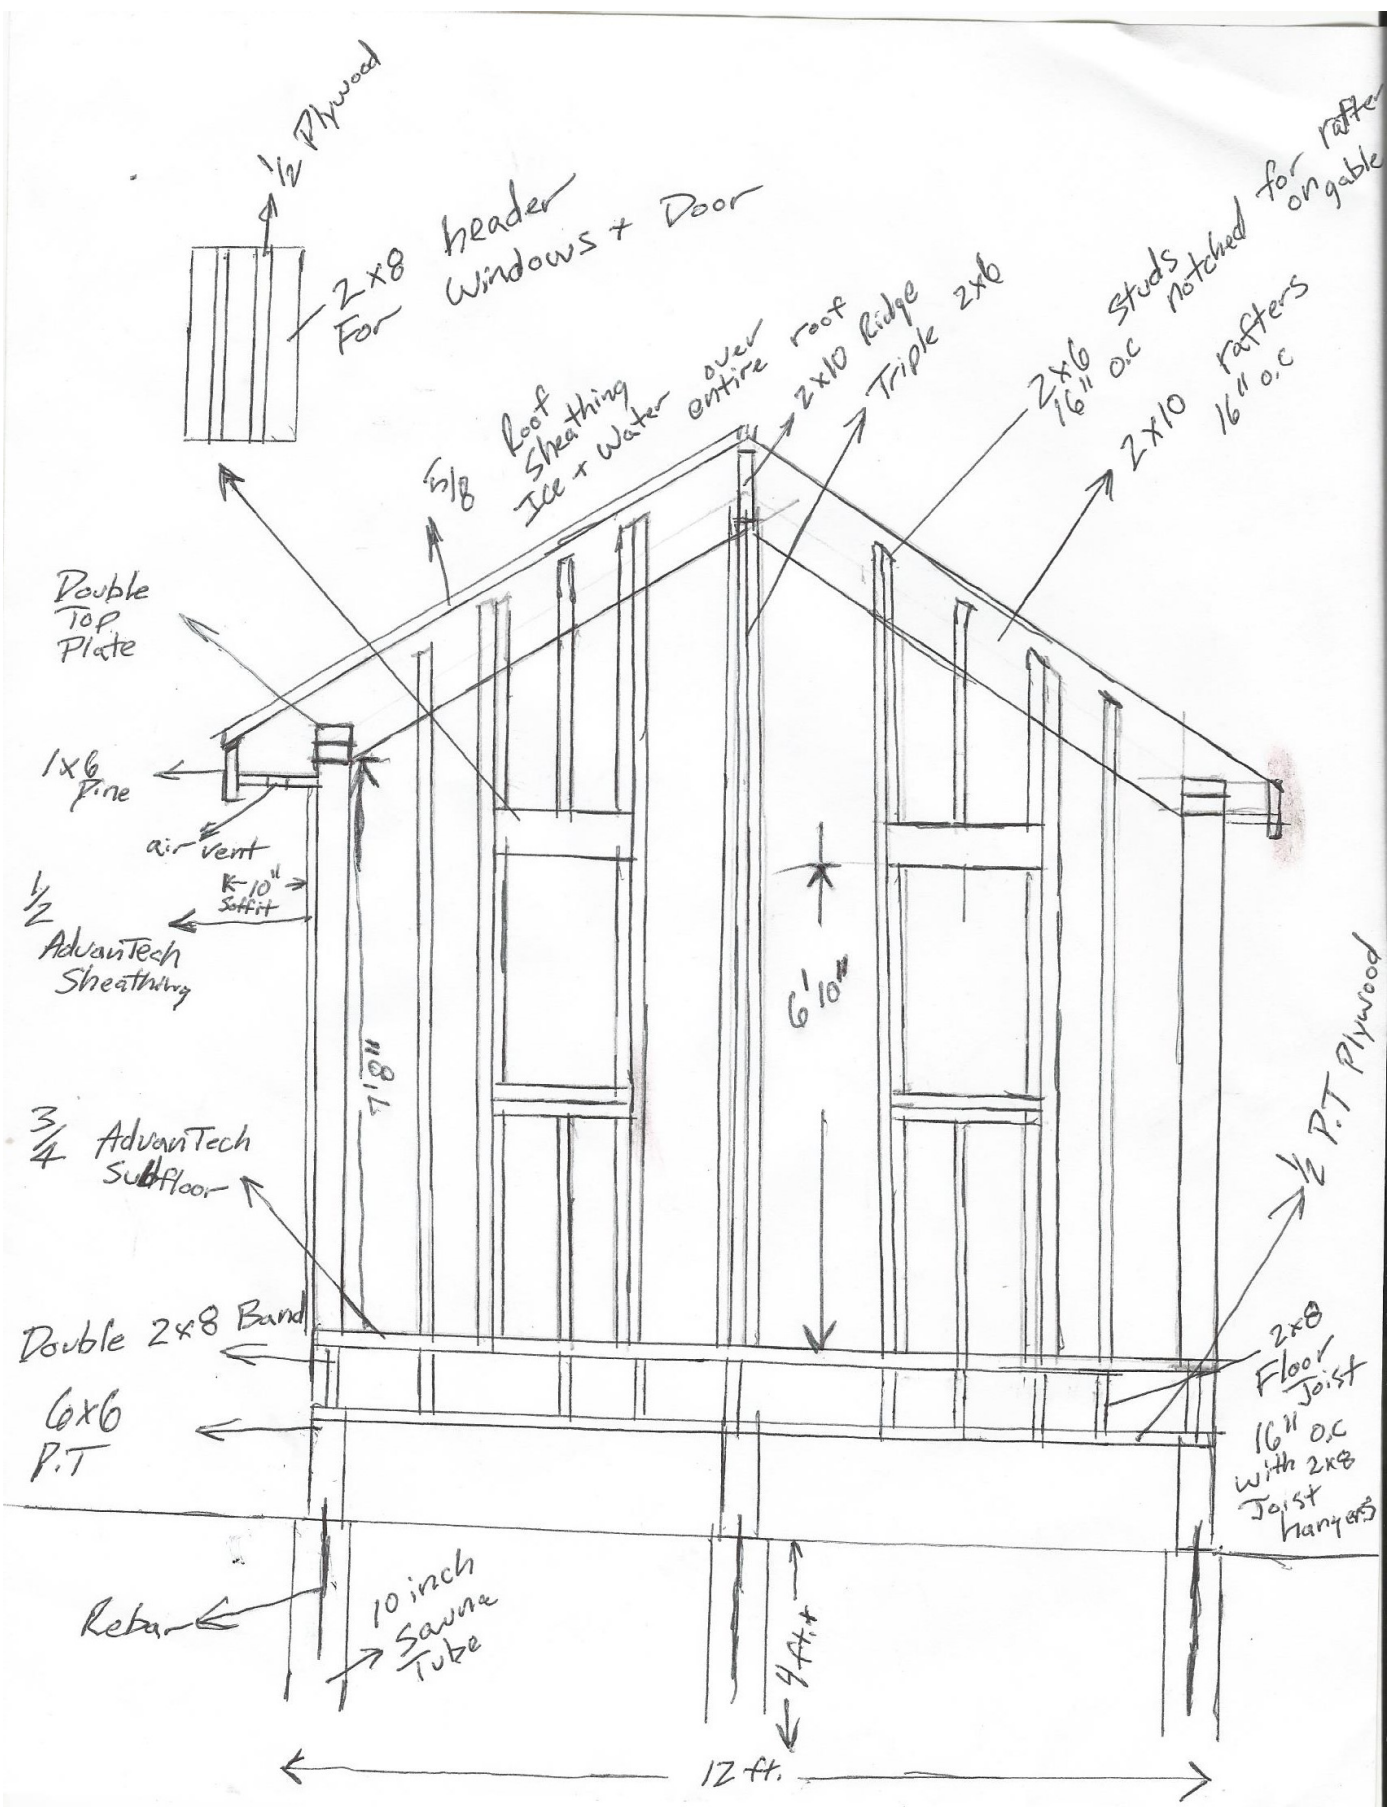 1/2 Plywood
2x8 header
For Windows + Door
5/8 Roof
Sheathing
Ice + Water over
entire roof
2x10 Ridge
Triple 2x6
2x6 studs
16" o.c notched for rafter
on gable
2x10 rafters
16" o.c
Double
Top
Plate
1x6
Pine
air vent
10"
Soffit
1/2
AdvanTech
Sheathing
7'8"
6'10"
3/4 AdvanTech
Subfloor
1/2 P.T Plywood
Double 2x8 Band
6x6
P.T
2x8
Floor
Joist
16" o.c
with 2x8
Joist
hangers
Rebar
10 inch
Sauna
Tube
4 ft.+
12 ft.